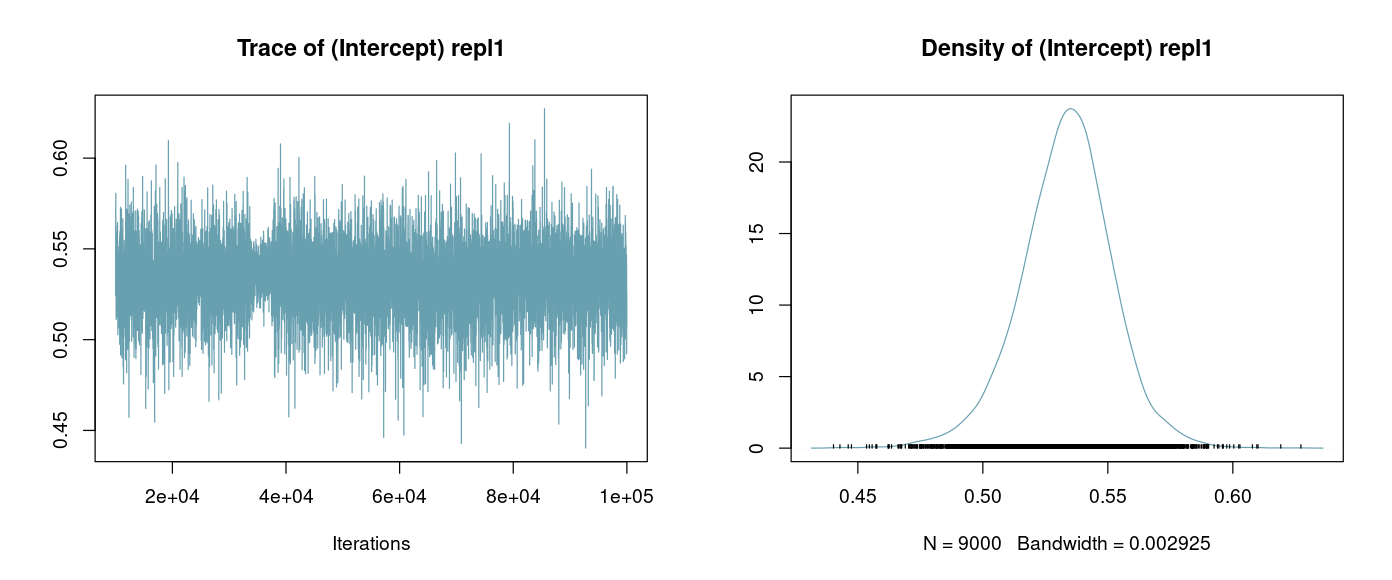 Trace of (Intercept) repl1
0.60
0.55
0.50
0.45
2e+04 4e+04 6e+04 8e+04 1e+05
Iterations
Density of (Intercept) repl1
20
15
10
5
0
0.45 0.50 0.55 0.60
N = 9000 Bandwidth = 0.002925